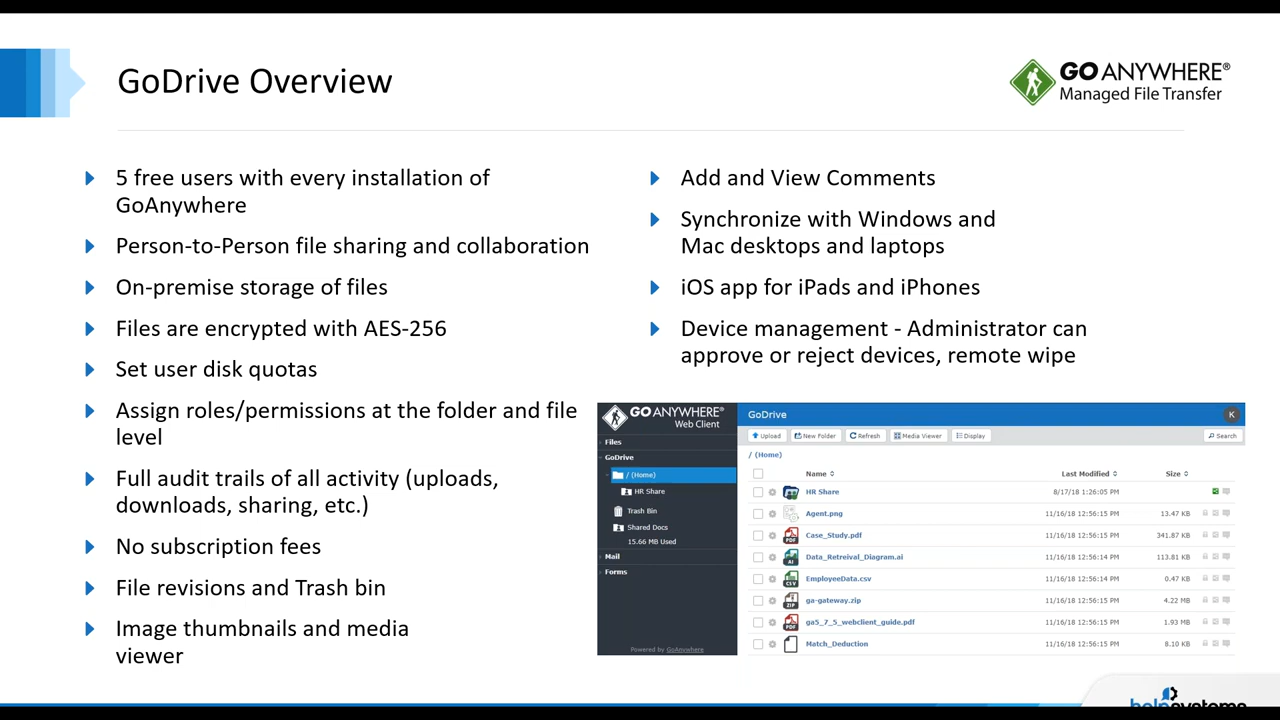 GoDrive Overview
GO ANYWHERE®
Managed File Transfer
5 free users with every installation of
GoAnywhere
Person-to-Person file sharing and collaboration
On-premise storage of files
Files are encrypted with AES-256
Set user disk quotas
Assign roles/permissions at the folder and file
level
Full audit trails of all activity (uploads,
downloads, sharing, etc.)
No subscription fees
File revisions and Trash bin
Image thumbnails and media
viewer
Add and View Comments
Synchronize with Windows and
Mac desktops and laptops
iOS app for iPads and iPhones
Device management - Administrator can
approve or reject devices, remote wipe
GO ANYWHERE®
Web Client
Files
GoDrive
/ (Home)
HR Share
Trash Bin
Shared Docs
15.66 MB Used
Mail
Forms
Powered by GoAnywhere
GoDrive K
Upload New Folder Refresh Media Viewer Display Search
/ (Home)
Name Last Modified Size
HR Share 8/17/18 1:26:05 PM
Agent.png 11/16/18 12:56:15 PM 13.47 KB
PDF Case_Study.pdf 11/16/18 12:56:15 PM 341.87 KB
AI Data_Retreival_Diagram.ai 11/16/18 12:56:14 PM 113.81 KB
CSV EmployeeData.csv 11/16/18 12:56:14 PM 0.47 KB
ZIP ga-gateway.zip 11/16/18 12:56:15 PM 4.22 MB
PDF ga5_7_5_webclient_guide.pdf 11/16/18 12:56:15 PM 1.93 MB
Match_Deduction 11/16/18 12:56:15 PM 8.10 KB
helpsystems